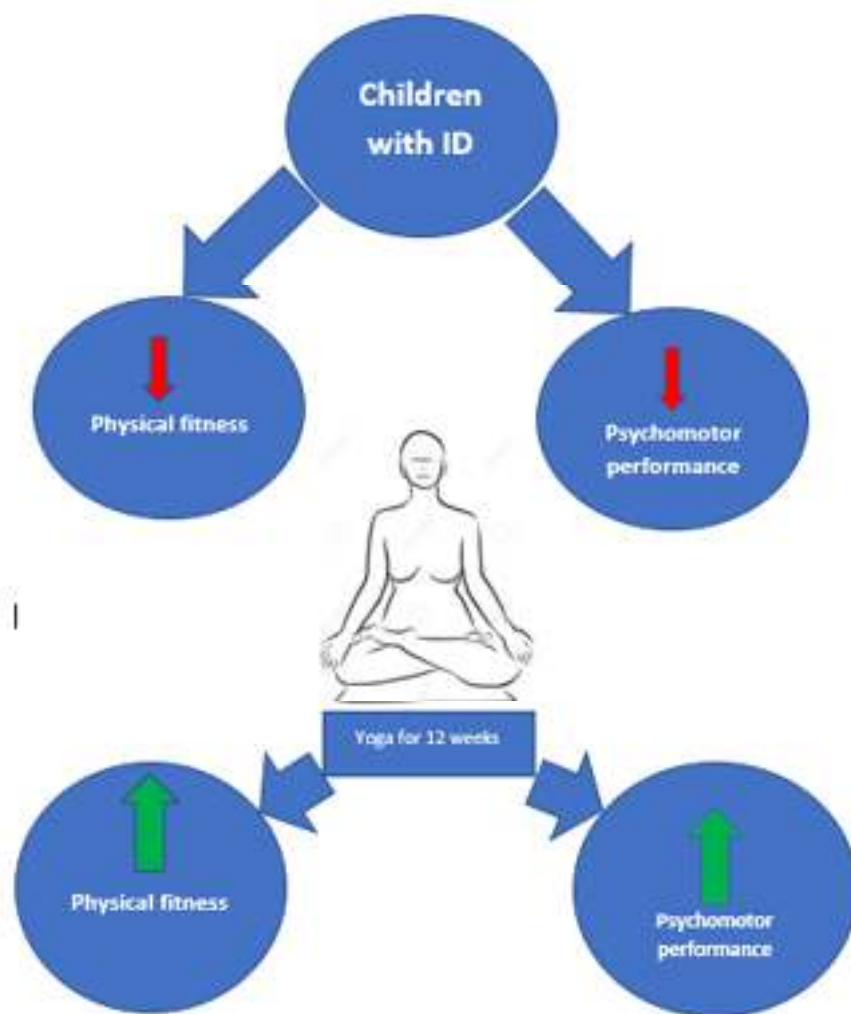 Children
with ID
Physical fitness
Psychomotor
performance
Yoga for 12 weeks
Physical fitness
Psychomotor
performance